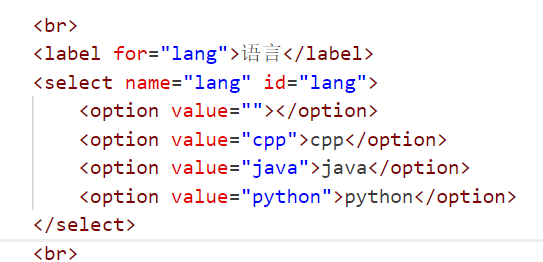 <br>
<label for="lang">语言</label>
<select name="lang" id="lang">
    <option value=""></option>
    <option value="cpp">cpp</option>
    <option value="java">java</option>
    <option value="python">python</option>
</select>
<br>